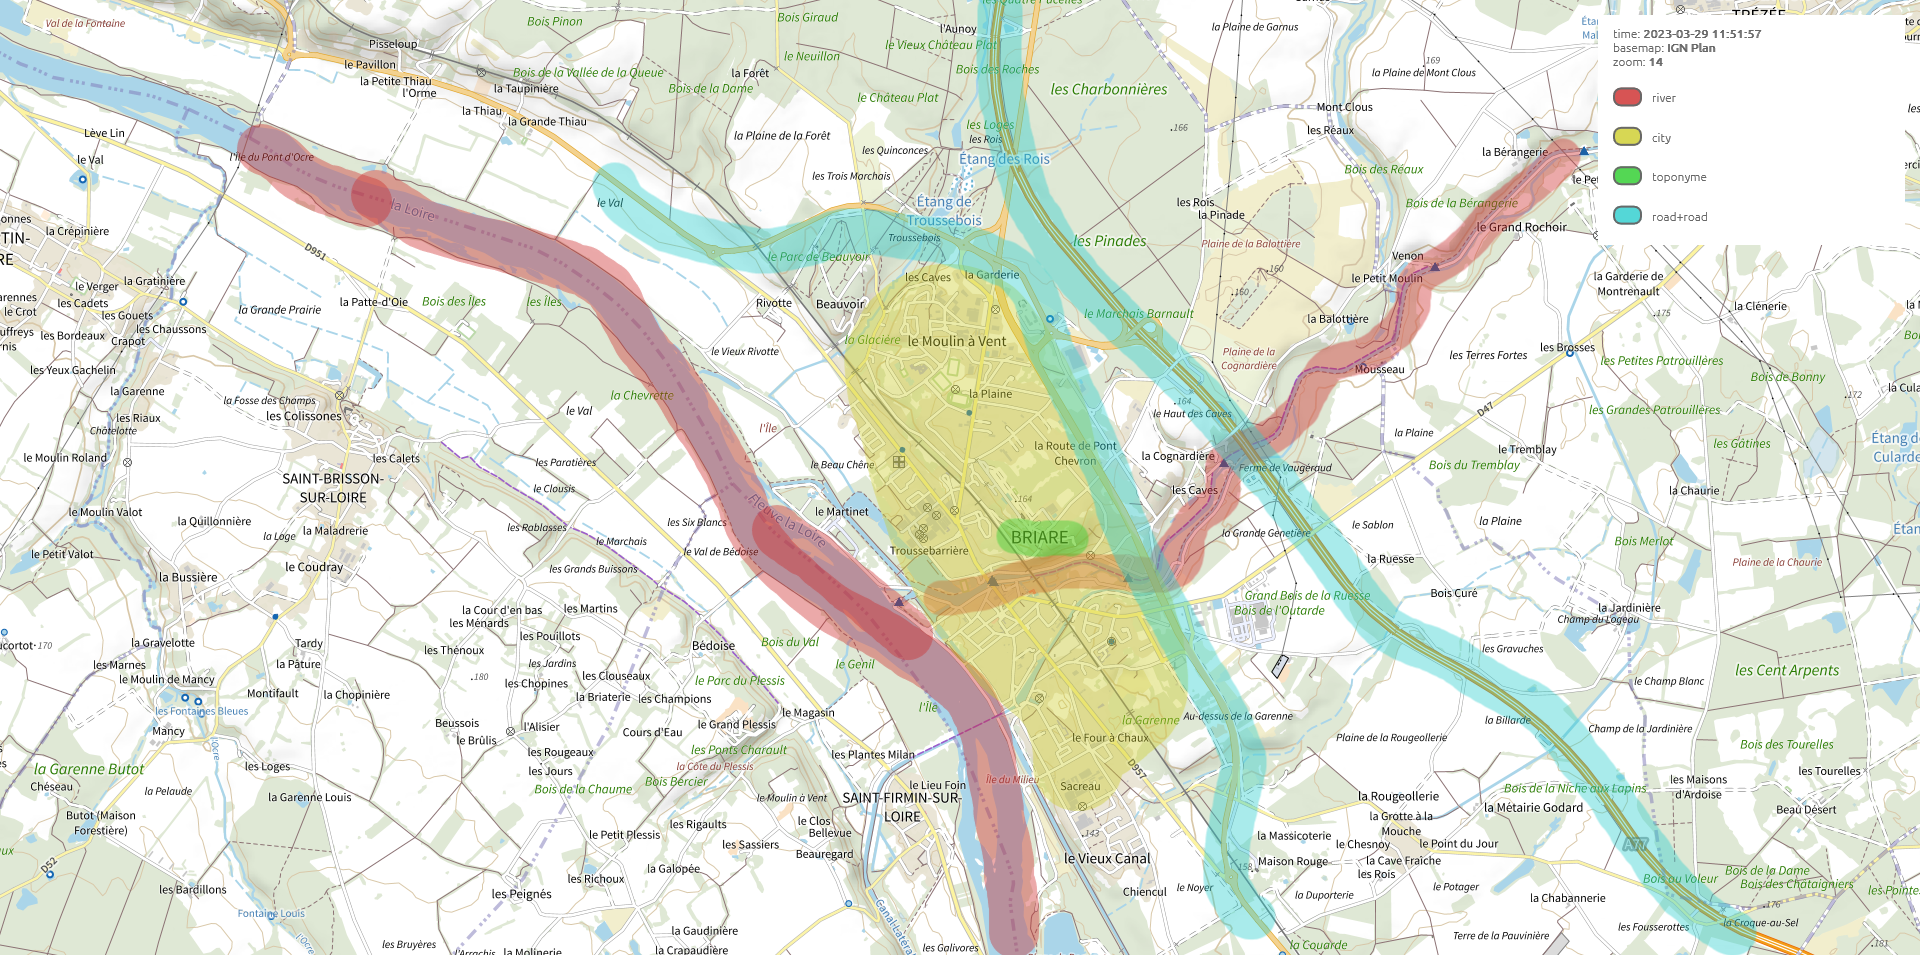 time: 2023-03-29 11:51:57
basemap: IGN Plan
zoom: 14
river
city
toponyme
road+road
Val de la Fontaine
Bois Pinon
Bois Giraud
l'Aunoy
la Plaine de Garnus
TRÉZÉE
Pisseloup
le Vieux Château Plat
le Neuillon
le Pavillon
Bois de la Vallée de la Queue
la Forêt
Bois des Roches
169
la Plaine de Mont Clous
la Petite Thiau
l'Orme
la Taupinière
Bois de la Dame
le Château Plat
les Charbonnières
la Thiau
la Grande Thiau
Mont Clous
Lève Lin
la Plaine de la Forêt
les Loges
les Rois
.166
les Réaux
le Val
l'Île du Pont d'Ocre
les Quinconces
Étang des Rois
la Bérangerie
Bois des Réaux
les Trois Marchais
le Val
Étang de
Troussebois
les Rois
la Pinade
Bois de la Bérangerie
la Loire
la Crépinière
TIN-
RE
D951
Troussebois
les Pinades
Plaine de la Balottière
le Grand Rochoir
le Parc de Beauvoir
Venon
le Petit Moulin
les Caves
la Garderie
.160
la Garderie de
Montrenault
la Gratinière
le Verger
les Cadets
le Crot
les Gouets
la Patte-d'Oie
Bois des Îles
les Îles
Rivotte
Beauvoir
la Grande Prairie
.160
la Clénerie
.175
le Marchais Barnault
la Balottière
les Chaussons
les Bordeaux
Crapot
la Glacière
le Moulin à Vent
le Vieux Rivotte
Plaine de la
Cognardière
les Terres Fortes
les Brosses
les Petites Patrouillères
les Yeux Gachelin
Mousseau
Bois de Bonny
la Garenne
la Fosse des Champs
la Chevrette
la Plaine
.164
D47
.172
les Riaux
Châtelotte
les Colissones
le Val
l'Île
le Haut des Caves
les Grandes Patrouillères
la Plaine
la Route de Pont
Chevron
les Gâtines
le Moulin Roland
les Calets
les Paratières
le Beau Chêne
la Cognardière
Ferme de Vaugéraud
Bois du Tremblay
le Tremblay
SAINT-BRISSON-
SUR-LOIRE
le Clousis
les Caves
la Chaurie
.164
le Moulin Valot
la Quillonnière
la Maladrerie
la Loge
les Rablasses
les Six Blancs
le Martinet
Fleuve la Loire
BRIARE
la Grande Genetière
le Sablon
la Plaine
le Petit Valot
le Marchais
le Val de Bédoise
Troussebarrière
Bois Merlot
la Ruesse
Plaine de la Chaurie
le Coudray
la Bussière
les Grands Buissons
Grand Bois de la Ruesse
Bois de l'Outarde
Bois Curé
la Cour d'en bas
les Ménards
les Martins
la Jardinière
Champ du Logeau
les Pouillots
la Gravelotte
Tardy
les Thénoux
Bédoise
Bois du Val
les Gravuches
-170
les Marnes
la Pâture
les Jardins
le Genil
le Moulin de Mancy
.180
les Chopines
les Clouseaux
le Parc du Plessis
le Champ Blanc
les Cent Arpents
les Fontaines Bleues
Montifault
la Chopinière
la Briaterie
les Champions
l'Île
Mancy
Beussois
l'Alisier
le Grand Plessis
le Magasin
la Garenne
Au-dessus de la Garenne
la Billarde
Champ de la Jardinière
le Brûlis
Cours d'Eau
le Four à Chaux
Plaine de la Rougeollerie
la Garenne Butot
les Loges
les Rougeaux
les Ponts Charault
les Plantes Milan
Bois des Tourelles
Chéseau
les Jours
la Côte du Plessis
Bois Bercier
Île du Milieu
D957
les Tourelles
la Pelaude
la Garenne Louis
Bois de la Chaume
le Moulin à Vent
le Lieu Foin
Sacreau
la Rougeollerie
Bois de la Niche aux Lapins
les Maisons
d'Ardoise
Butot (Maison
Forestière)
SAINT-FIRMIN-SUR-
LOIRE
la Métairie Godard
Beau Désert
le Petit Plessis
les Rigaults
le Clos
Bellevue
la Grotte à la
Mouche
la Massicoterie
le Chesnoy
le Point du Jour
A77
les Sassiers
Beauregard
.143
le Vieux Canal
Maison Rouge
la Cave Fraîche
les Rois
D52
la Galopée
.158
Bois de la Dame
Bois au Voleur
Bois des Chataigniers
les Bardillons
les Peignés
les Richoux
Chiencul
le Noyer
la Duporterie
le Potager
la Chabannerie
.176
Fontaine Louis
l'Ocre
les Bruyères
la Gaudinière
la Crapaudière
la Molinerie
les Galivores
la Couarde
Terre de la Pauvinière
les Fousserottes
la Croque-au-Sel
.181